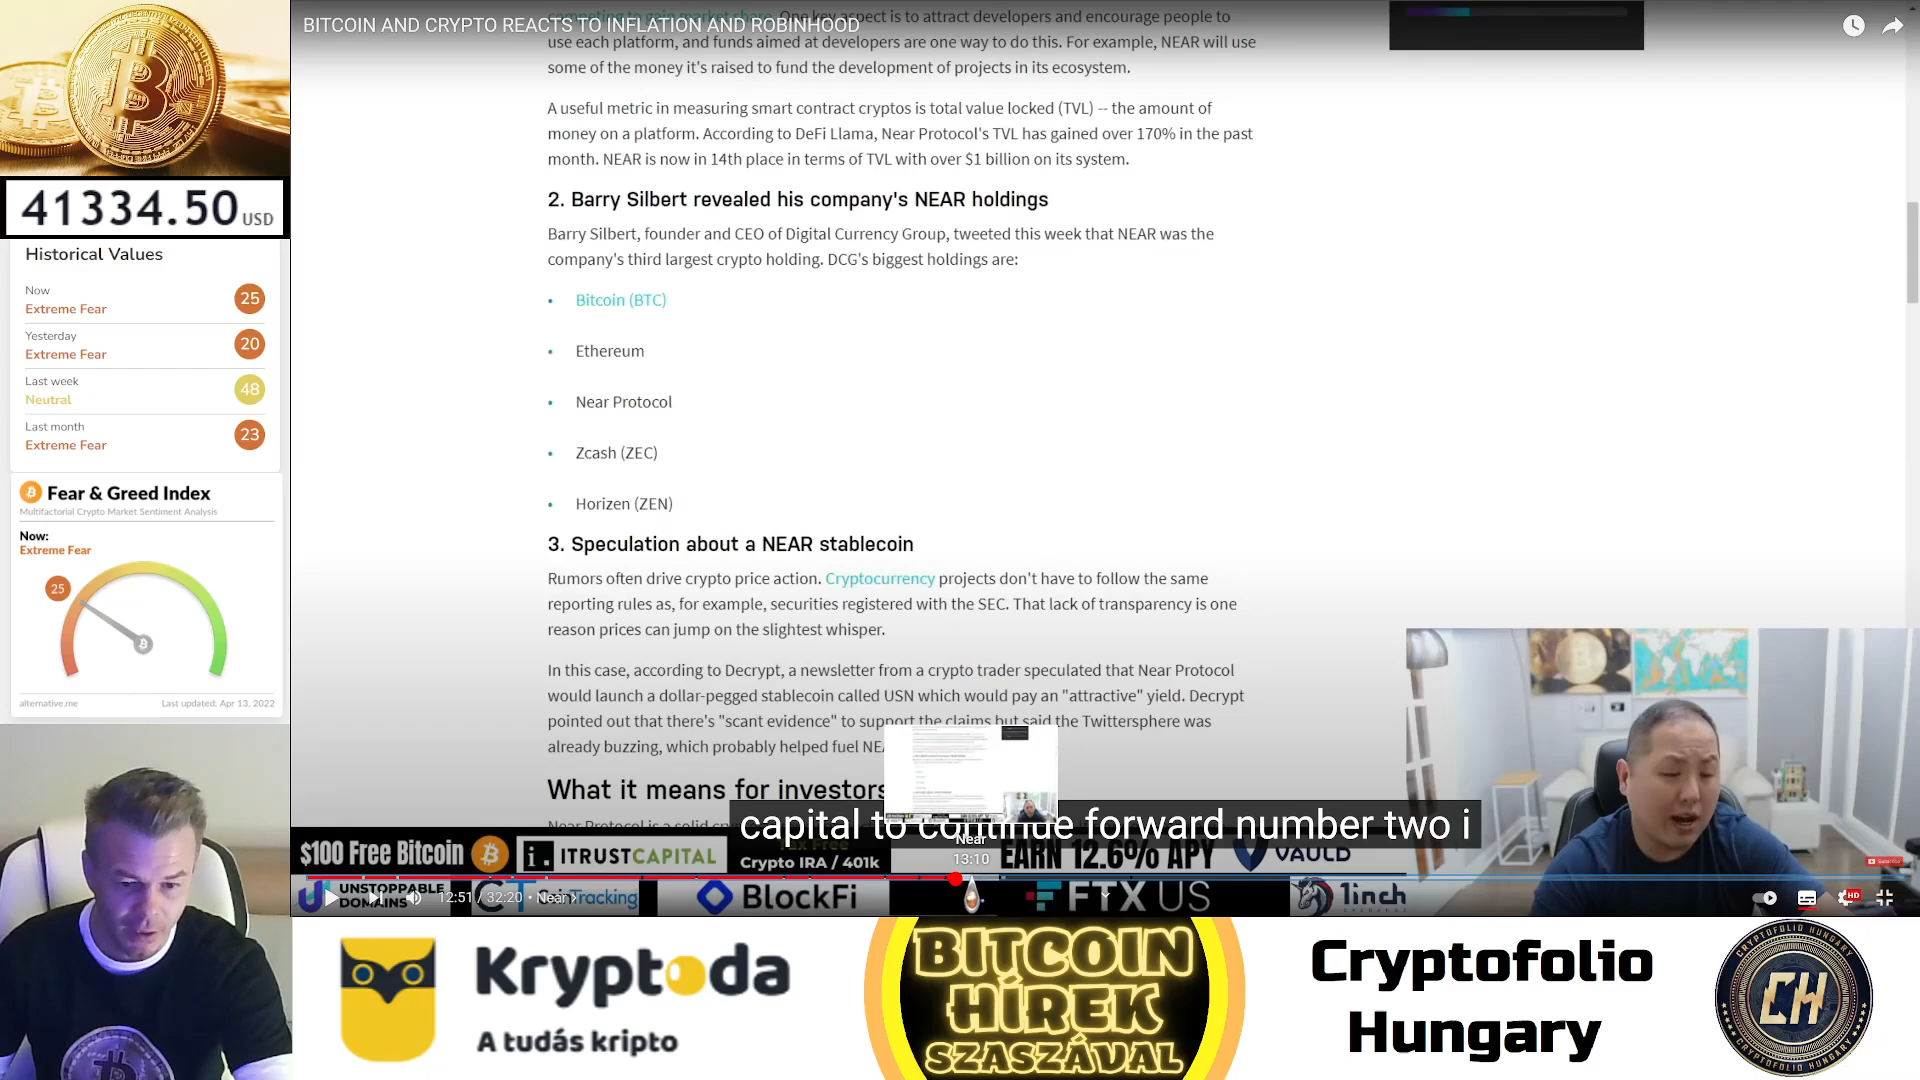 BITCOIN AND CRYPTO REACTS TO INFLATION AND ROBINHOOD
One key aspect is to attract developers and encourage people to
use each platform, and funds aimed at developers are one way to do this. For example, NEAR will use
some of the money it's raised to fund the development of projects in its ecosystem.
A useful metric in measuring smart contract cryptos is total value locked (TVL) -- the amount of
money on a platform. According to DeFi Llama, Near Protocol's TVL has gained over 170% in the past
month. NEAR is now in 14th place in terms of TVL with over $1 billion on its system.
2. Barry Silbert revealed his company's NEAR holdings
Barry Silbert, founder and CEO of Digital Currency Group, tweeted this week that NEAR was the
company's third largest crypto holding. DCG's biggest holdings are:
• Bitcoin (BTC)
• Ethereum
• Near Protocol
• Zcash (ZEC)
• Horizen (ZEN)
3. Speculation about a NEAR stablecoin
Rumors often drive crypto price action. Cryptocurrency projects don't have to follow the same
reporting rules as, for example, securities registered with the SEC. That lack of transparency is one
reason prices can jump on the slightest whisper.
In this case, according to Decrypt, a newsletter from a crypto trader speculated that Near Protocol
would launch a dollar-pegged stablecoin called USN which would pay an "attractive" yield. Decrypt
pointed out that there's "scant evidence" to support the claims but said the Twittersphere was
already buzzing, which probably helped fuel
What it means for investors
capital to continue forward number two i
Near
13:10
$100 Free Bitcoin
ITRUSTCAPITAL
Tax Free
Crypto IRA / 401k
EARN 12.6% APY
VAULD
UNSTOPPABLE
DOMAINS
CT
CoinTracking
BlockFi
FTX US
1inch
12:51 / 32:20 • Near
HD
Subscribe
41334.50 USD
Historical Values
Now
Extreme Fear
25
Yesterday
Extreme Fear
20
Last week
Neutral
48
Last month
Extreme Fear
23
Fear & Greed Index
Multifactorial Crypto Market Sentiment Analysis
Now:
Extreme Fear
25
alternative.me
Last updated: Apr 13, 2022
Kryptoda
A tudás kripto
BITCOIN
HÍREK
SZASZÁVAL
Cryptofolio
Hungary
CRYPTOFOLIO HUNGARY
CH
CRYPTOFOLIO HUNGARY